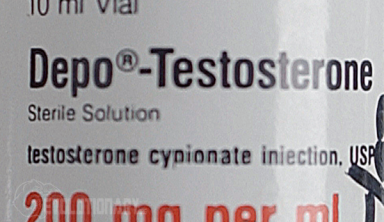 10 ml Vial
Depo®-Testosterone
Sterile Solution
testosterone cypionate injection, USP
200 mg per ml